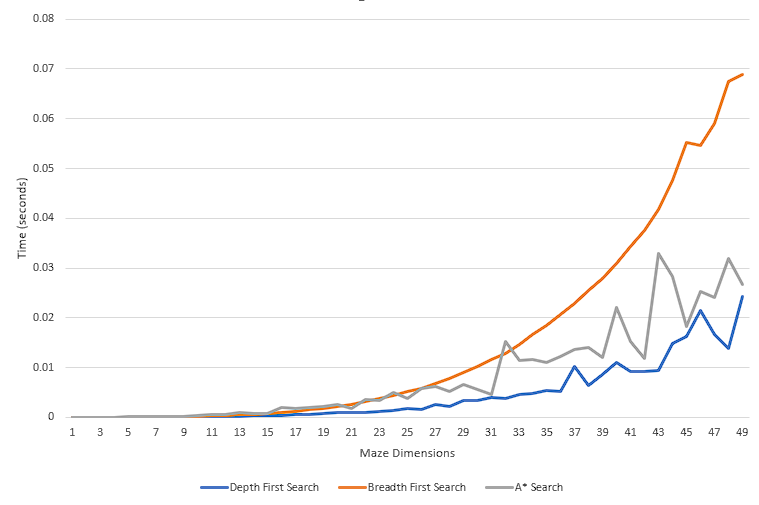 0.08
0.07
0.06
0.05
0.04
0.03
0.02
0.01
0
Time (seconds)
1 3 5 7 9 11 13 15 17 19 21 23 25 27 29 31 33 35 37 39 41 43 45 47 49
Maze Dimensions
Depth First Search Breadth First Search A* Search